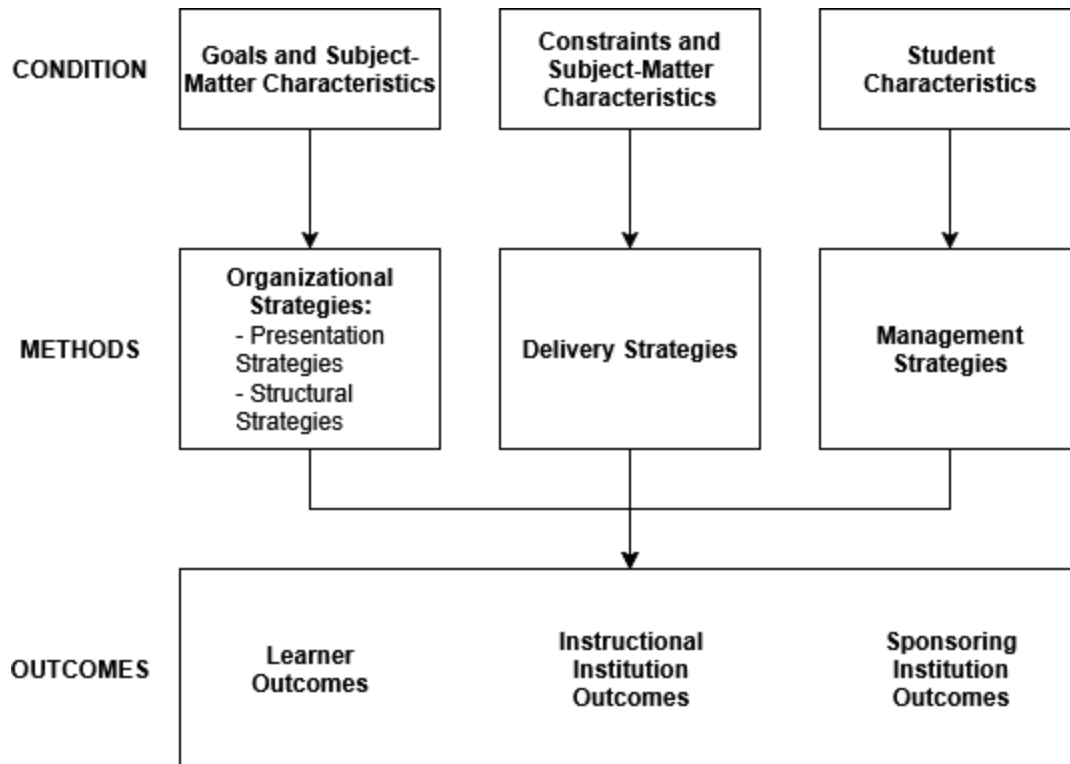 CONDITION
Goals and Subject-
Matter Characteristics
Constraints and
Subject-Matter
Characteristics
Student
Characteristics
METHODS
Organizational
Strategies:
- Presentation
Strategies
- Structural
Strategies
Delivery Strategies
Management
Strategies
OUTCOMES
Learner
Outcomes
Instructional
Institution
Outcomes
Sponsoring
Institution
Outcomes